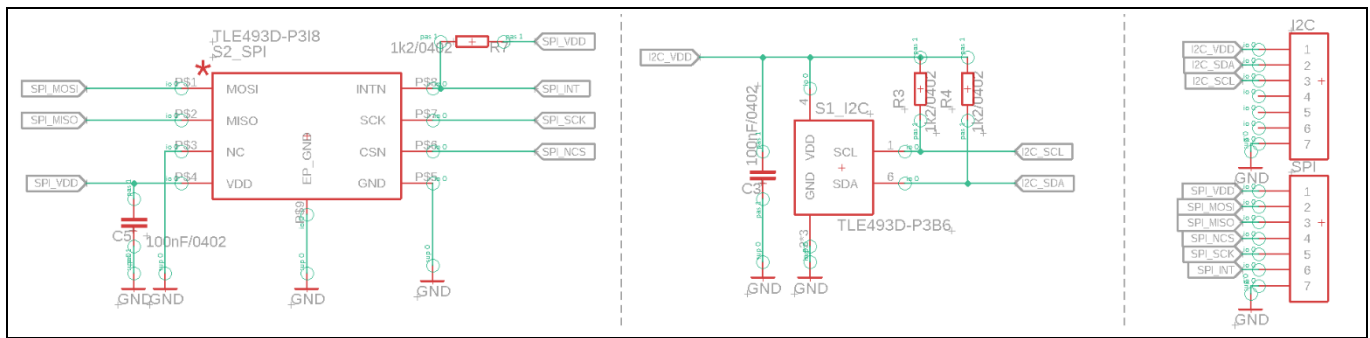 TLE493D-P3I8
S2_SPI
1k2/0402
R7
SPI_VDD
SPI_MOSI
P$1
MOSI
INTN
P$8
SPI_INT
SPI_MISO
P$2
MISO
SCK
P$7
SPI_SCK
P$3
NC
CSN
P$6
SPI_NCS
SPI_VDD
P$4
VDD
EP_GND
GND
P$5
P$9
C5
100nF/0402
GND
GND
GND
GND
I2C_VDD
100nF/0402
C3
4
S1_I2C
VDD
GND
SCL
SDA
1
6
R3
1k2/0402
R4
1k2/0402
I2C_SCL
I2C_SDA
TLE493D-P3B6
GND
GND
I2C
I2C_VDD
1
I2C_SDA
2
I2C_SCL
3
4
5
6
7
GND
SPI
SPI_VDD
1
SPI_MOSI
2
SPI_MISO
3
SPI_NCS
4
SPI_SCK
5
SPI_INT
6
7
GND